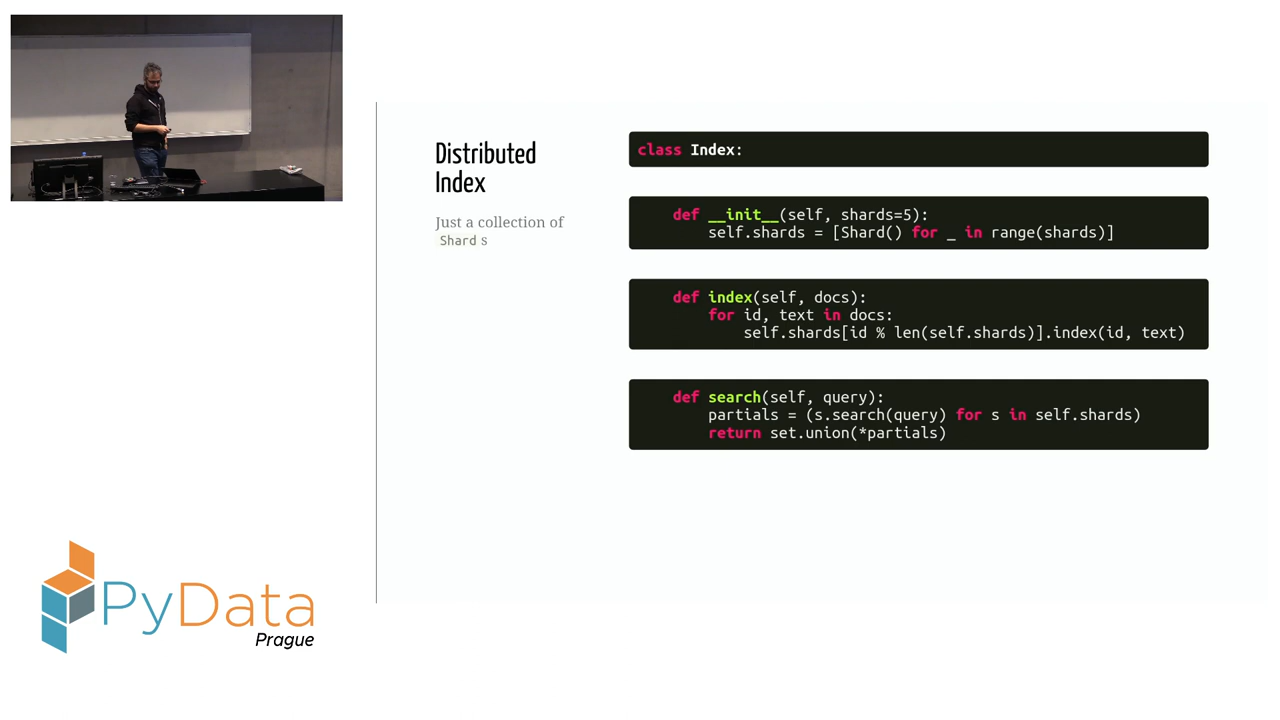 Distributed
Index
Just a collection of
Shard s
class Index:
def __init__(self, shards=5):
self.shards = [Shard() for _ in range(shards)]
def index(self, docs):
for id, text in docs:
self.shards[id % len(self.shards)].index(id, text)
def search(self, query):
partials = (s.search(query) for s in self.shards)
return set.union(*partials)
PyData
Prague